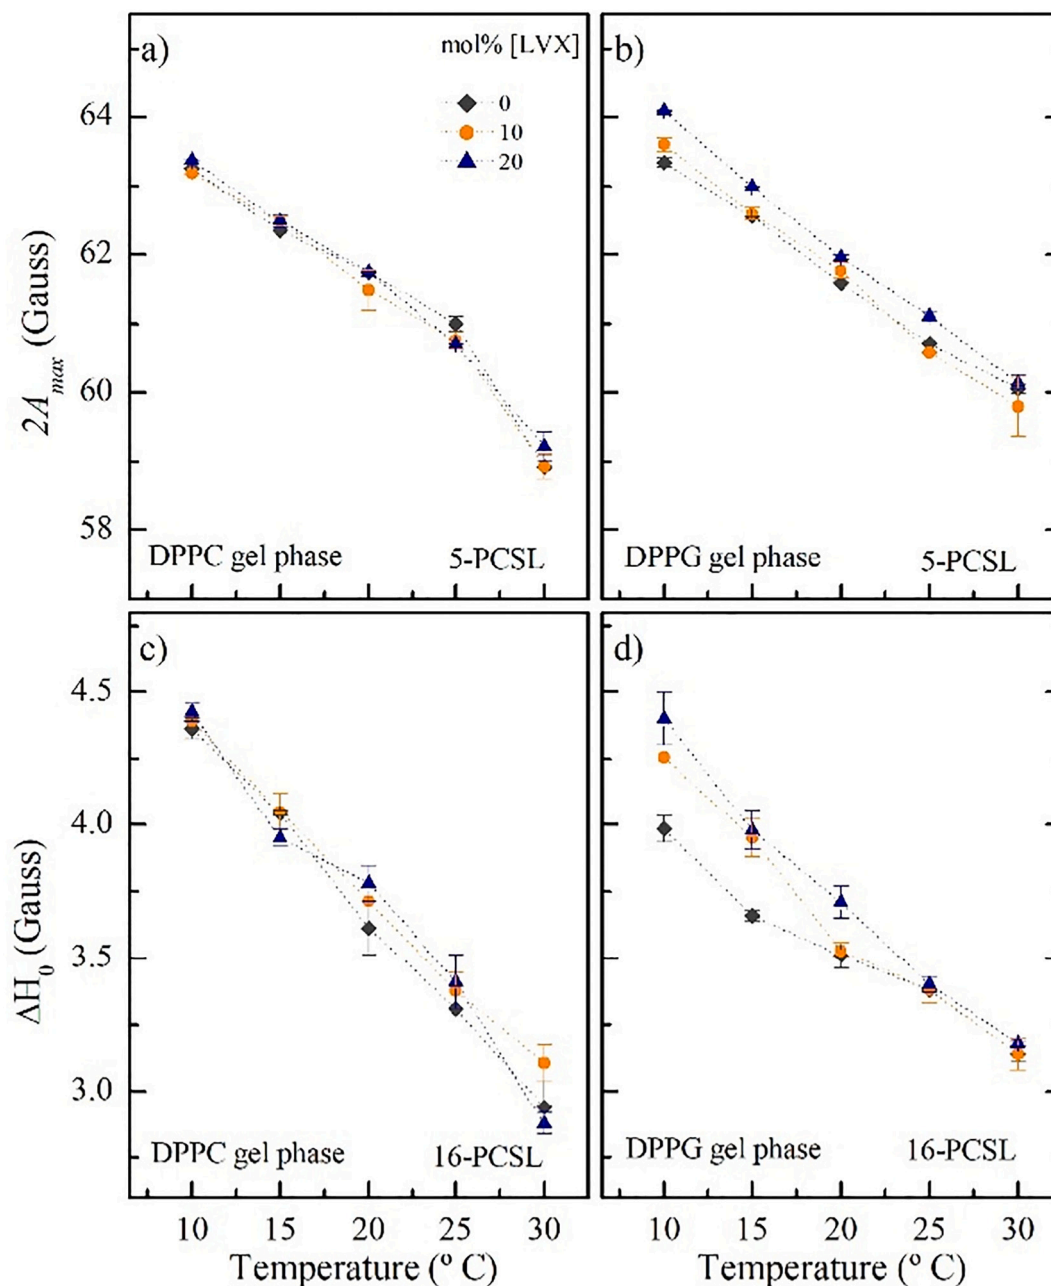 a)
mol% [LVX]
0
10
20
b)
64
62
60
58
2A_max (Gauss)
DPPC gel phase
5-PCSL
DPPG gel phase
5-PCSL
c)
d)
4.5
4.0
3.5
3.0
ΔH₀ (Gauss)
DPPC gel phase
16-PCSL
DPPG gel phase
16-PCSL
10 15 20 25 30
10 15 20 25 30
Temperature (º C)
Temperature (º C)